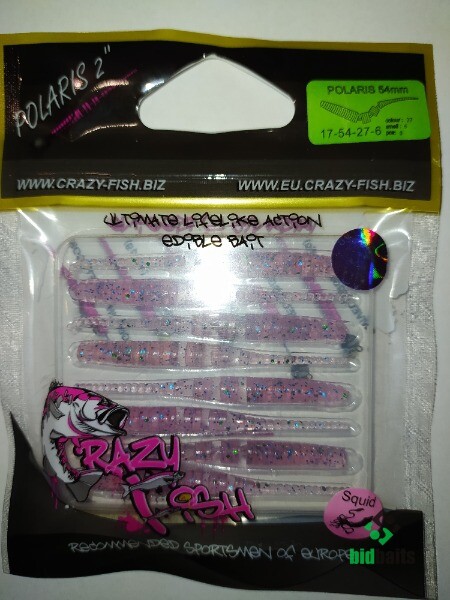 POLARIS 2"
POLARIS 54mm
17-54-27-6
WWW.CRAZY-FISH.BIZ
WWW.EU.CRAZY-FISH.BIZ
ULTIMATE LIFELIKE ACTION
EDIBLE BAIT
CRAZY
FISH
Squid
RECOMMENDED SPORTSMEN OF EUROPE
bidbaits